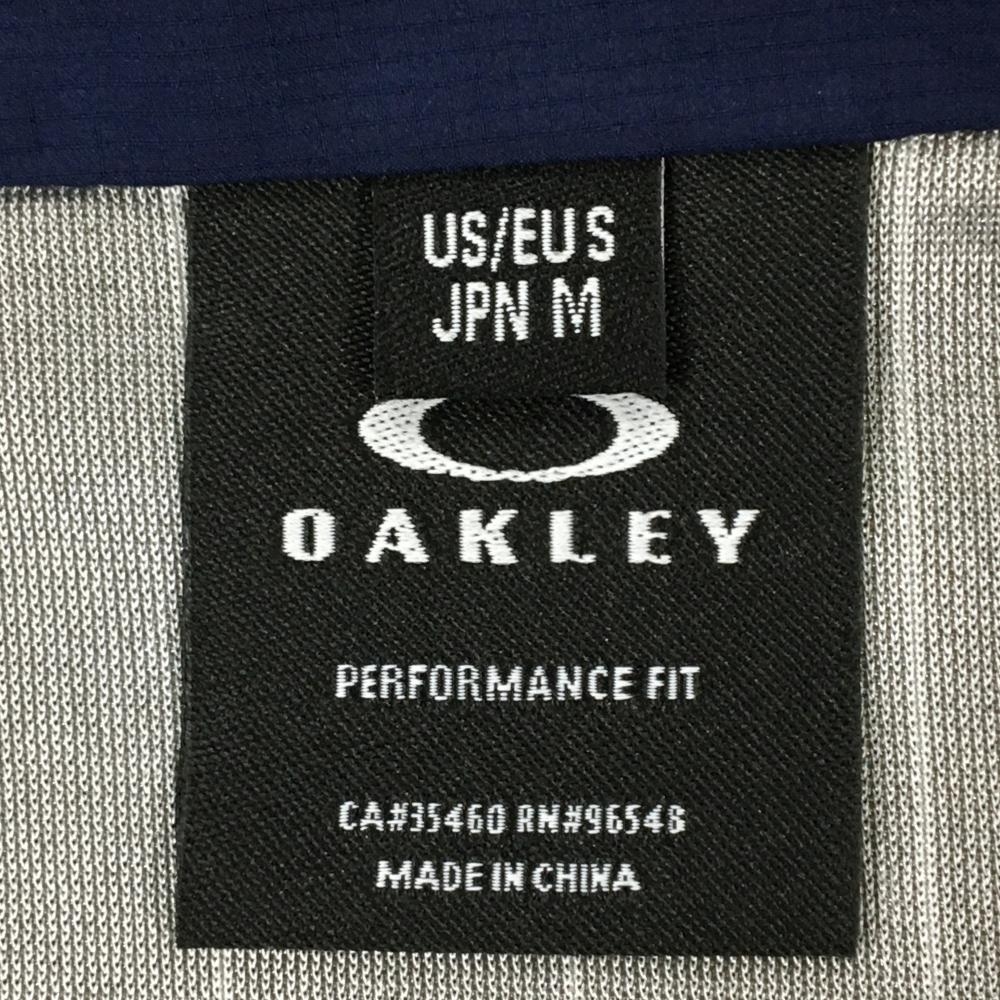 US/EU S
JPN M
OAKLEY
PERFORMANCE FIT
CA#35460 RN#96548
MADE IN CHINA